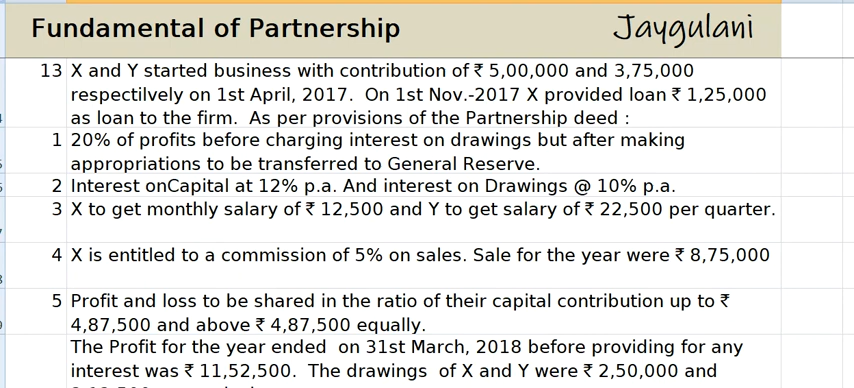 Fundamental of Partnership Jaygulani
13 X and Y started business with contribution of ₹ 5,00,000 and 3,75,000
respectilvely on 1st April, 2017. On 1st Nov.-2017 X provided loan ₹ 1,25,000
as loan to the firm. As per provisions of the Partnership deed :
1 20% of profits before charging interest on drawings but after making
appropriations to be transferred to General Reserve.
2 Interest onCapital at 12% p.a. And interest on Drawings @ 10% p.a.
3 X to get monthly salary of ₹ 12,500 and Y to get salary of ₹ 22,500 per quarter.
4 X is entitled to a commission of 5% on sales. Sale for the year were ₹ 8,75,000
5 Profit and loss to be shared in the ratio of their capital contribution up to ₹
4,87,500 and above ₹ 4,87,500 equally.
The Profit for the year ended on 31st March, 2018 before providing for any
interest was ₹ 11,52,500. The drawings of X and Y were ₹ 2,50,000 and